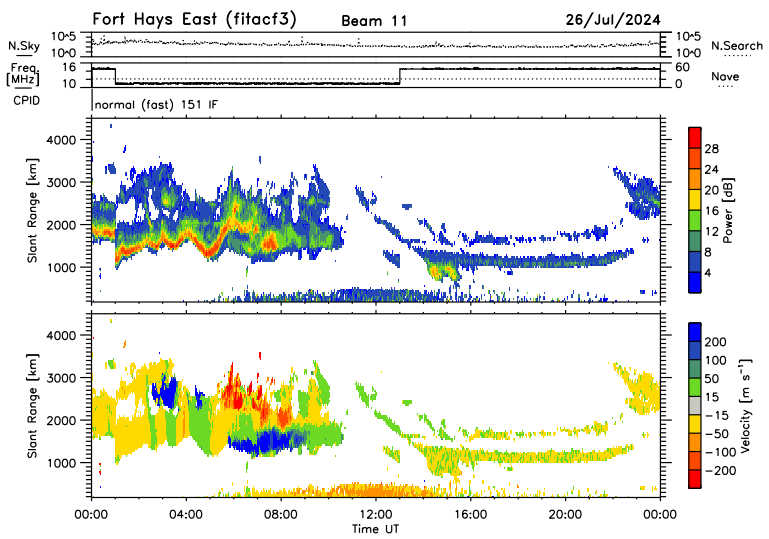 Fort Hays East (fitacf3) Beam 11 26/Jul/2024
N.Sky 10^5 10^0 10^5 10^0 N.Search
Freq. [MHz] 16 10 60 0 Nave
CPID normal (fast) 151 IF
Slant Range [km] 4000 3000 2000 1000
Power [dB] 28 24 20 16 12 8 4
Slant Range [km] 4000 3000 2000 1000
Velocity [m s⁻¹] 200 100 50 15 −15 −50 −100 −200
00:00 04:00 08:00 12:00 16:00 20:00 00:00
Time UT